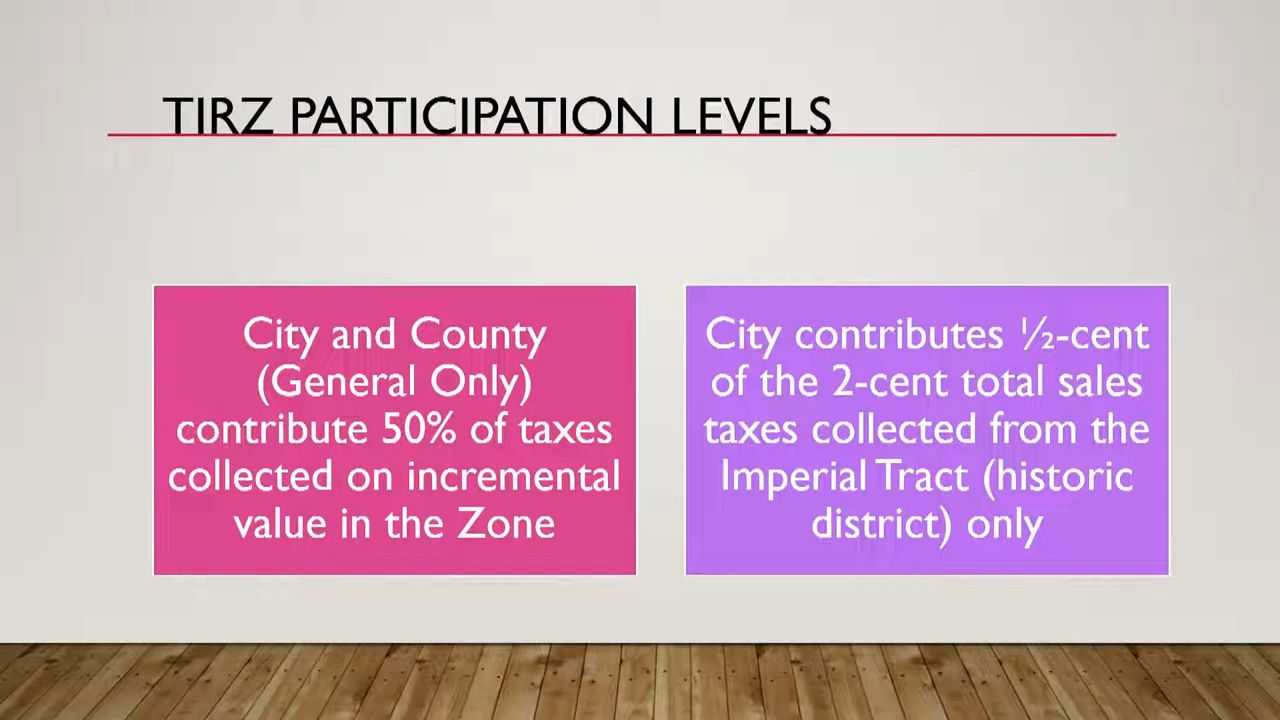 TIRZ PARTICIPATION LEVELS
City and County
(General Only)
contribute 50% of taxes
collected on incremental
value in the Zone
City contributes ½-cent
of the 2-cent total sales
taxes collected from the
Imperial Tract (historic
district) only